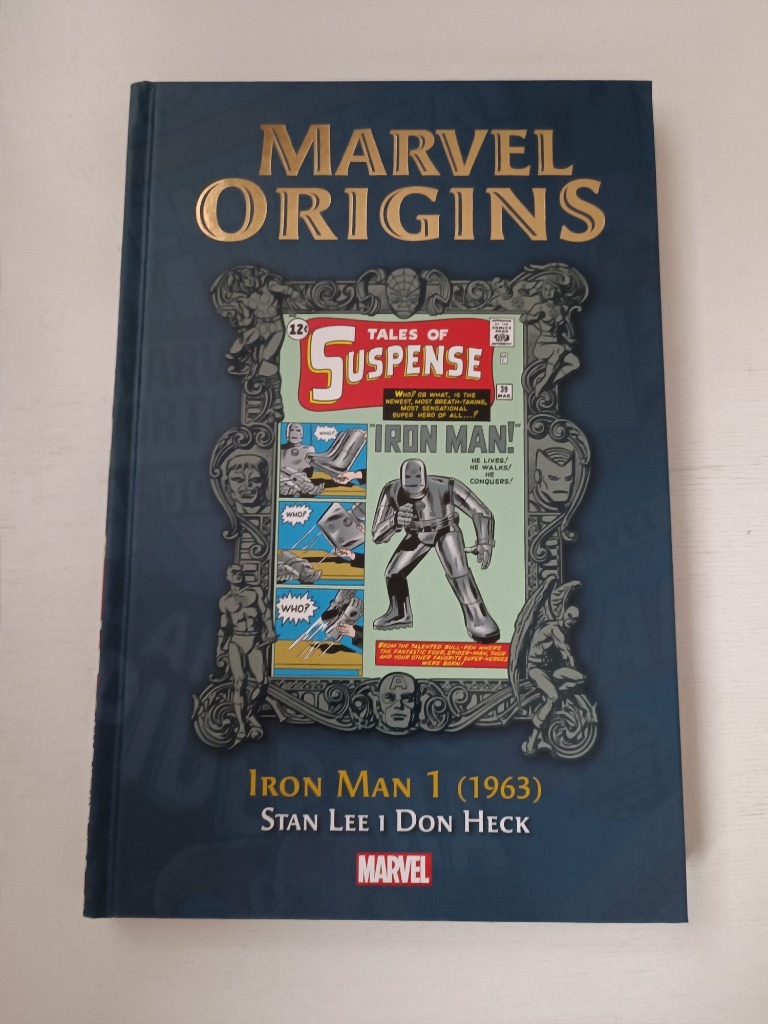 MARVEL
ORIGINS
12¢
TALES OF
SUSPENSE
39
MAR.
WHO? OR WHAT, IS THE
NEWEST, MOST BREATH-TAKING,
MOST SENSATIONAL
SUPER HERO OF ALL...?
"IRON MAN!"
HE LIVES!
HE WALKS!
HE
CONQUERS!
WHO?
WHO?
WHO?
FROM THE TALENTED BULL-PEN WHERE
THE FANTASTIC FOUR, SPIDER-MAN, THOR
AND YOUR OTHER FAVORITE SUPER-HEROES
WERE BORN!
IRON MAN 1 (1963)
STAN LEE I DON HECK
MARVEL